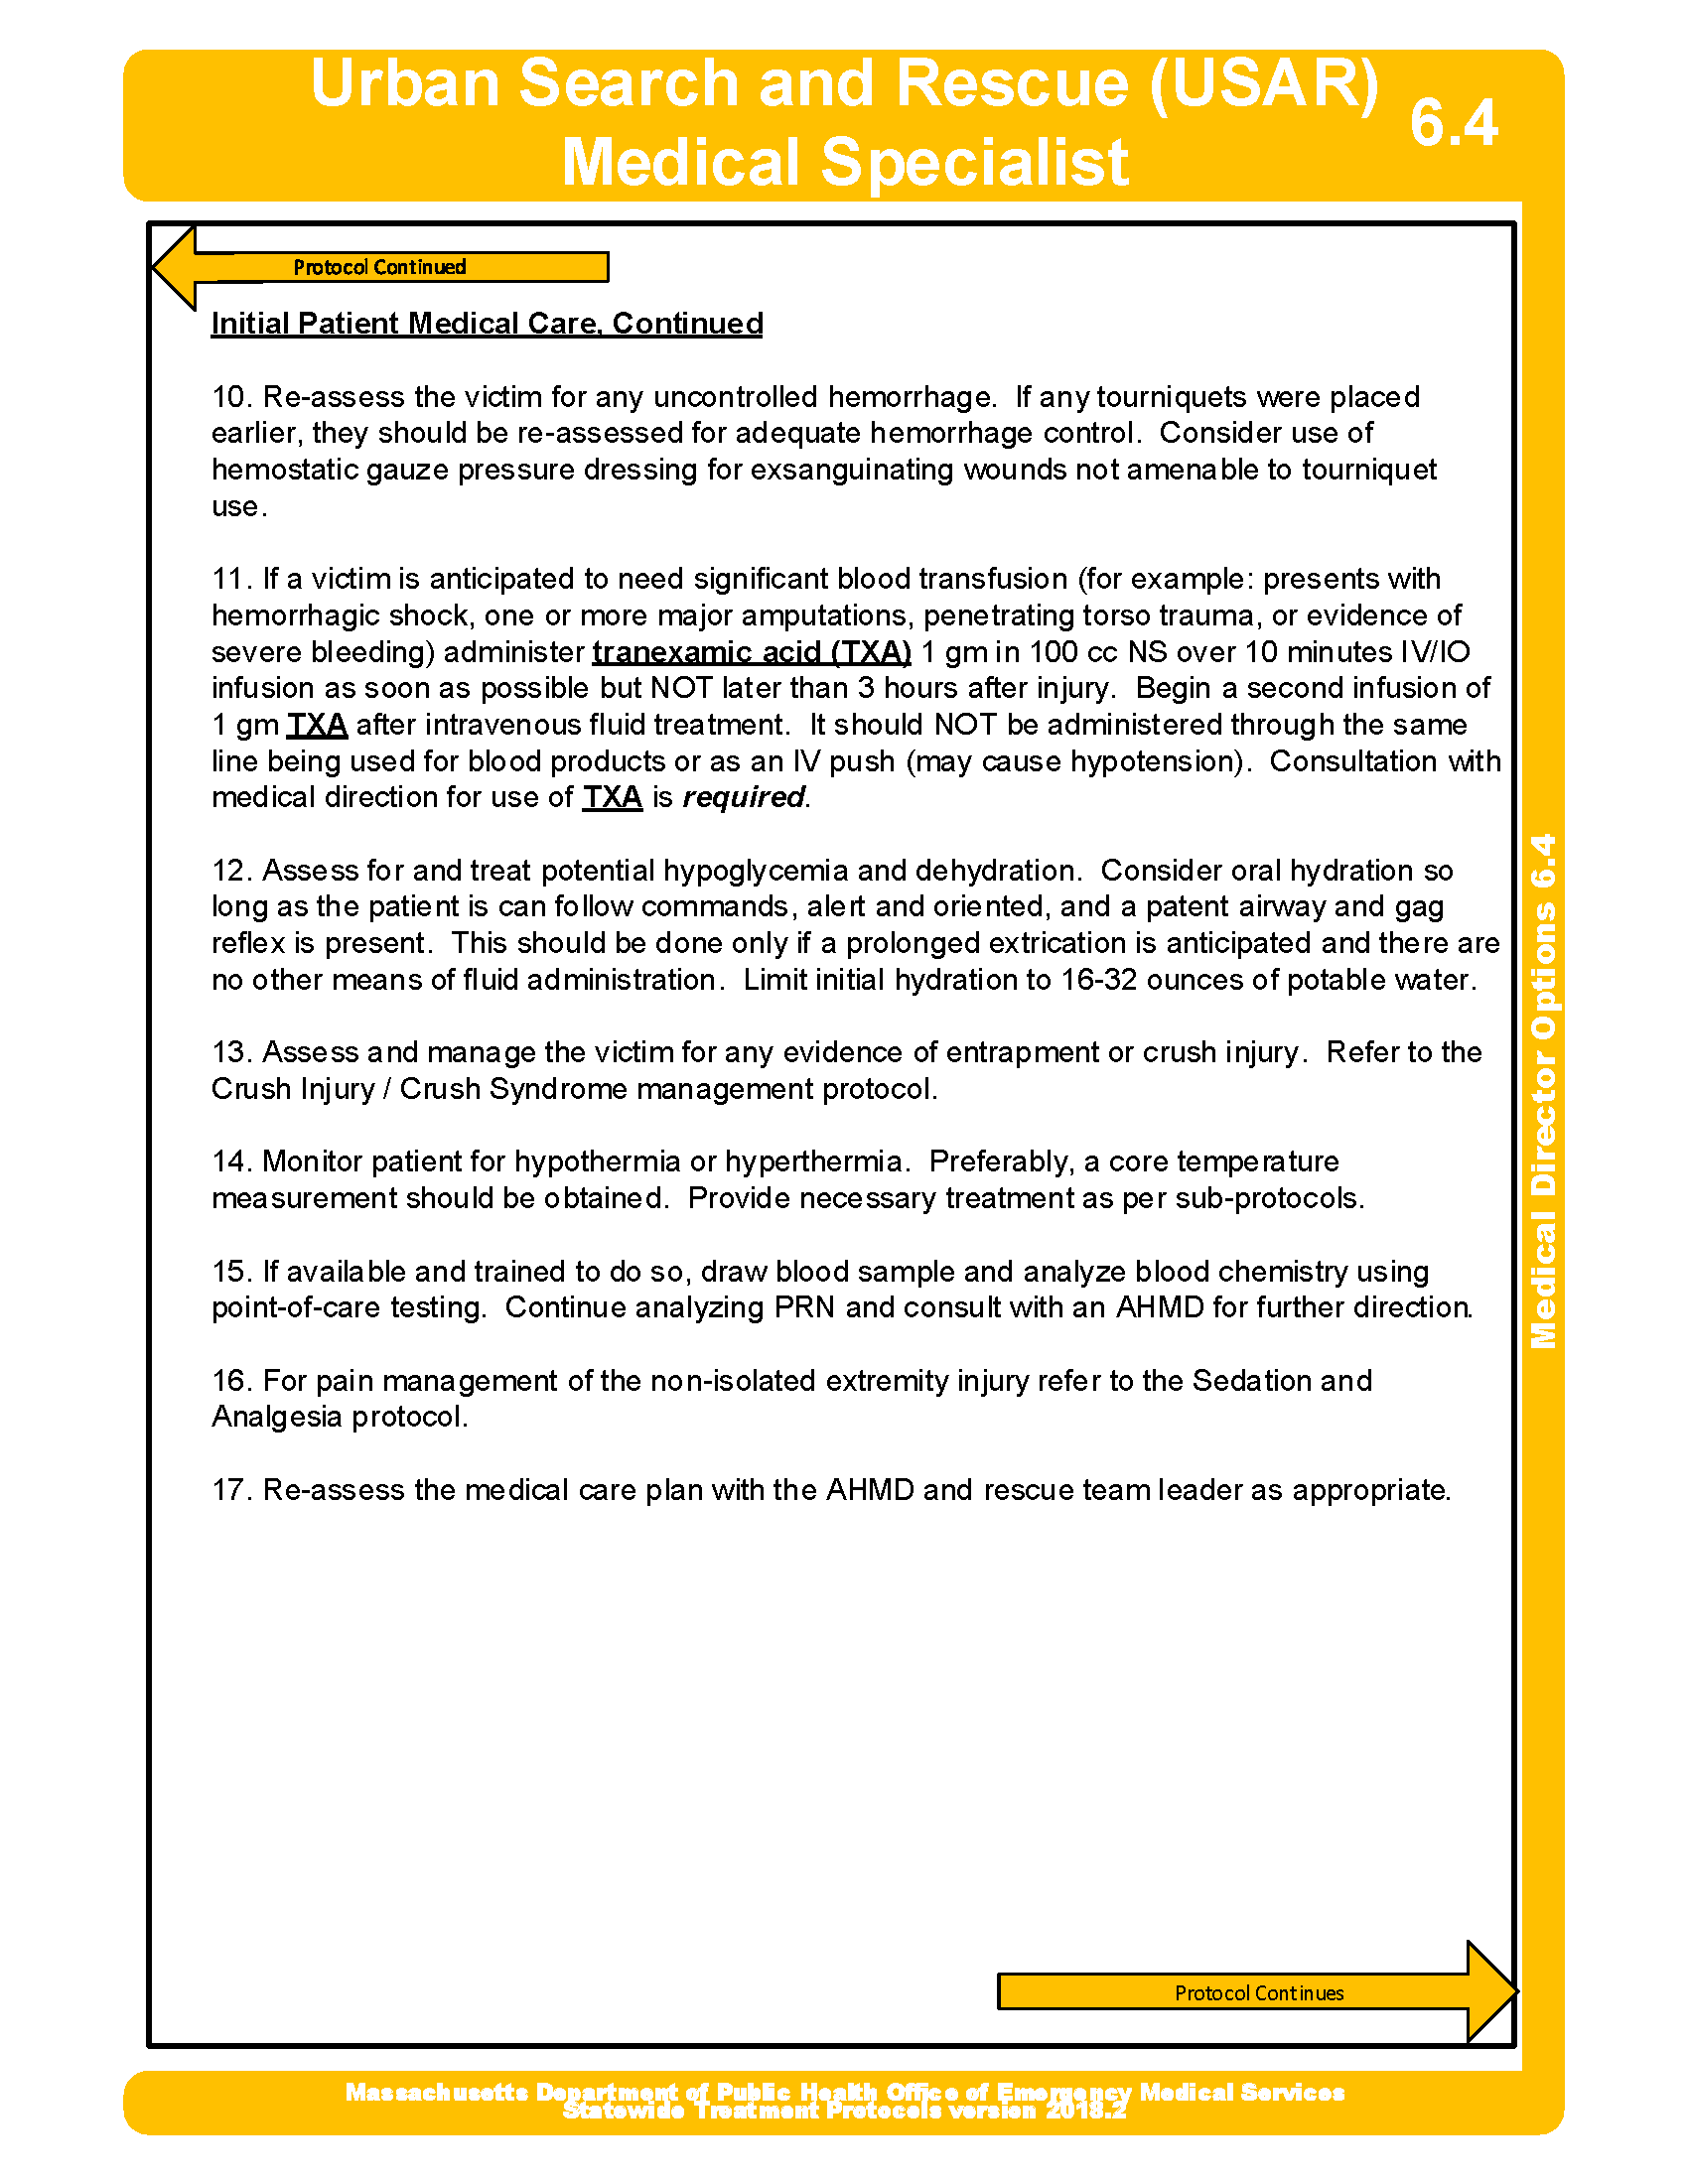 Urban Search and Rescue (USAR)
Medical Specialist
6.4
Protocol Continued
Initial Patient Medical Care, Continued
10. Re-assess the victim for any uncontrolled hemorrhage.  If any tourniquets were placed
earlier, they should be re-assessed for adequate hemorrhage control.  Consider use of
hemostatic gauze pressure dressing for exsanguinating wounds not amenable to tourniquet
use.
11. If a victim is anticipated to need significant blood transfusion (for example: presents with
hemorrhagic shock, one or more major amputations, penetrating torso trauma, or evidence of
severe bleeding) administer tranexamic acid (TXA) 1 gm in 100 cc NS over 10 minutes IV/IO
infusion as soon as possible but NOT later than 3 hours after injury.  Begin a second infusion of
1 gm TXA after intravenous fluid treatment.  It should NOT be administered through the same
line being used for blood products or as an IV push (may cause hypotension).  Consultation with
medical direction for use of TXA is required.
12. Assess for and treat potential hypoglycemia and dehydration.  Consider oral hydration so
long as the patient is can follow commands, alert and oriented, and a patent airway and gag
reflex is present.  This should be done only if a prolonged extrication is anticipated and there are
no other means of fluid administration.  Limit initial hydration to 16-32 ounces of potable water.
13. Assess and manage the victim for any evidence of entrapment or crush injury.  Refer to the
Crush Injury / Crush Syndrome management protocol.
14. Monitor patient for hypothermia or hyperthermia.  Preferably, a core temperature
measurement should be obtained.  Provide necessary treatment as per sub-protocols.
15. If available and trained to do so, draw blood sample and analyze blood chemistry using
point-of-care testing.  Continue analyzing PRN and consult with an AHMD for further direction.
16. For pain management of the non-isolated extremity injury refer to the Sedation and
Analgesia protocol.
17. Re-assess the medical care plan with the AHMD and rescue team leader as appropriate.
Protocol Continues
Medical Director Options 6.4
Massachusetts Department of Public Health Office of Emergency Medical Services
Statewide Treatment Protocols version 2018.2